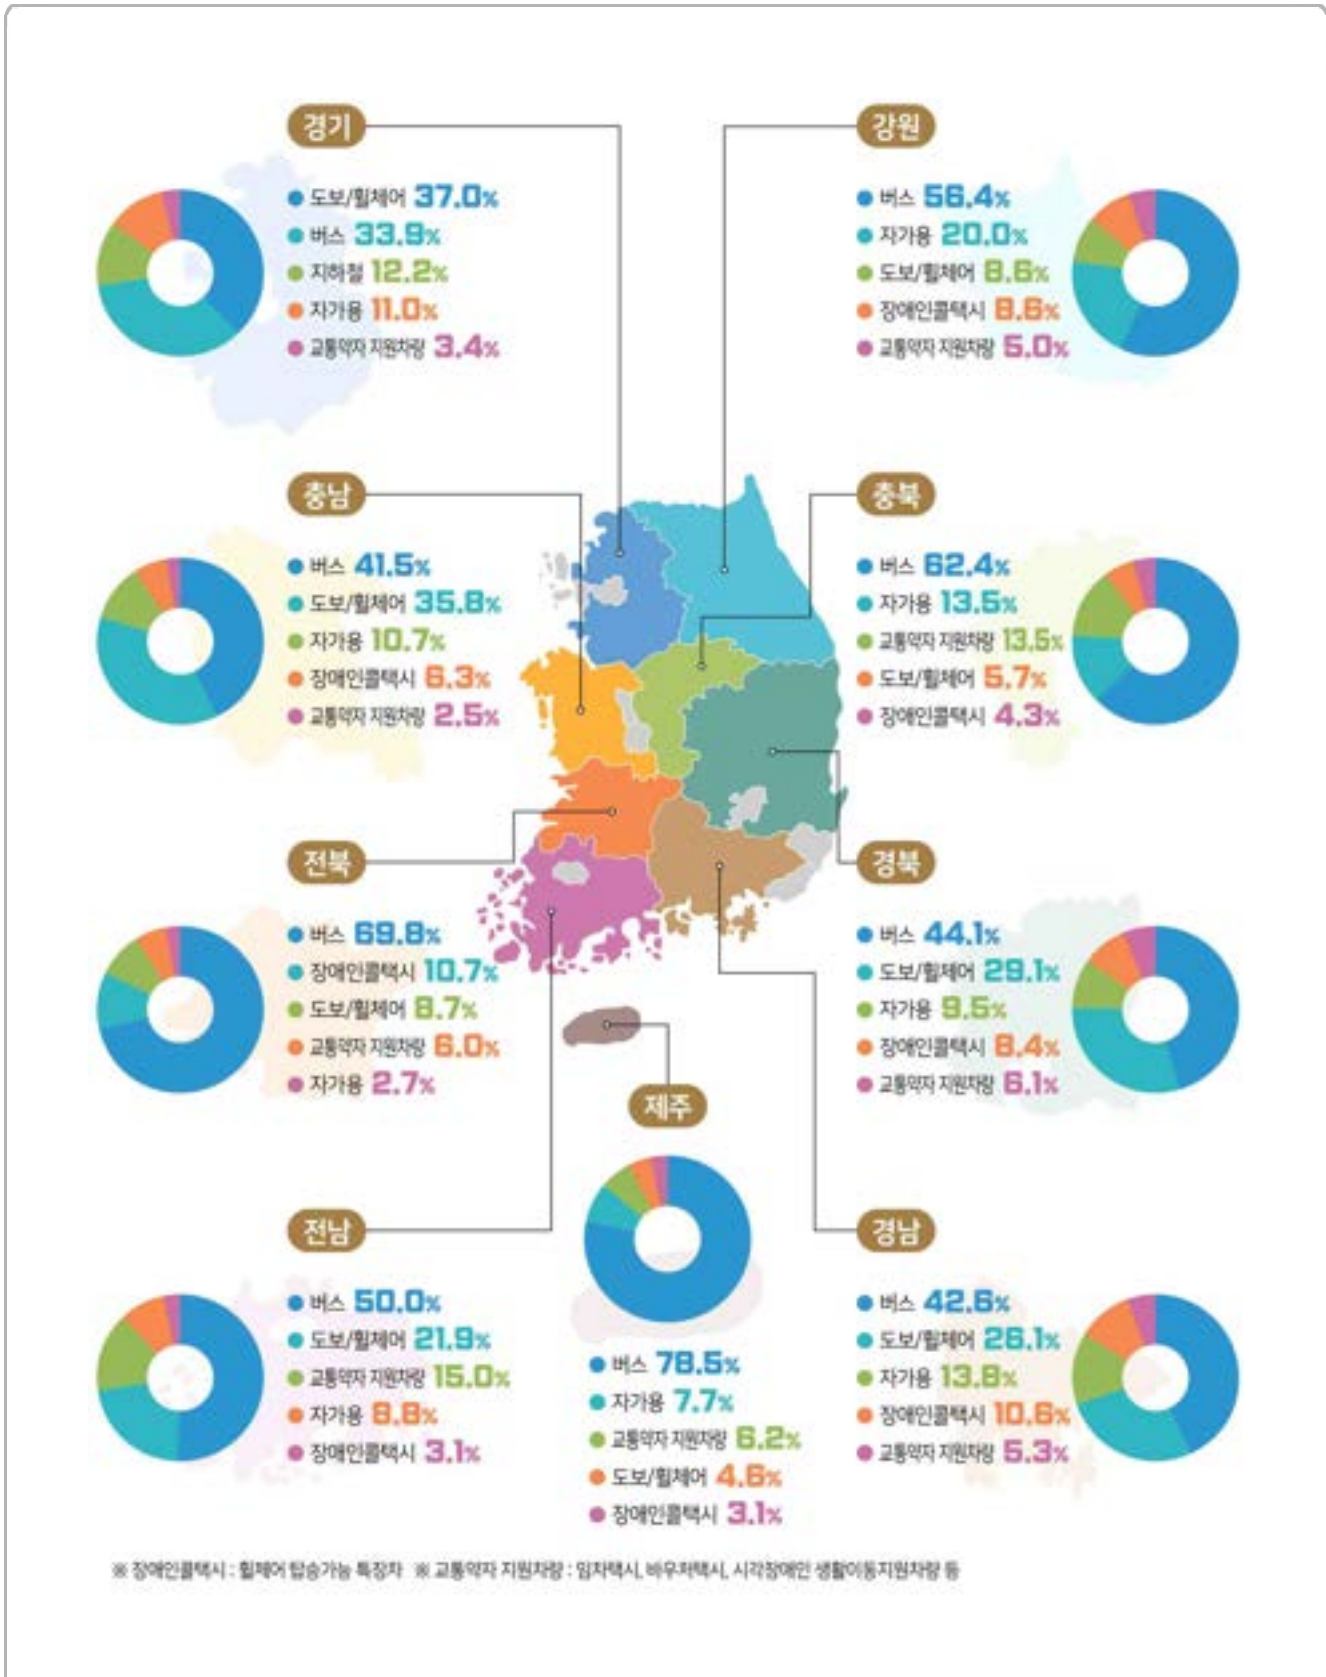 경기
도보/휠체어 37.0%
버스 33.9%
지하철 12.2%
자가용 11.0%
교통약자 지원차량 3.4%
강원
버스 56.4%
자가용 20.0%
도보/휠체어 8.6%
장애인콜택시 8.6%
교통약자 지원차량 5.0%
충남
버스 41.5%
도보/휠체어 35.8%
자가용 10.7%
장애인콜택시 6.3%
교통약자 지원차량 2.5%
충북
버스 62.4%
자가용 13.5%
교통약자 지원차량 13.5%
도보/휠체어 5.7%
장애인콜택시 4.3%
전북
버스 69.8%
장애인콜택시 10.7%
도보/휠체어 8.7%
교통약자 지원차량 6.0%
자가용 2.7%
경북
버스 44.1%
도보/휠체어 29.1%
자가용 9.5%
장애인콜택시 8.4%
교통약자 지원차량 6.1%
전남
버스 50.0%
도보/휠체어 21.9%
교통약자 지원차량 15.0%
자가용 8.8%
장애인콜택시 3.1%
제주
버스 78.5%
자가용 7.7%
교통약자 지원차량 6.2%
도보/휠체어 4.6%
장애인콜택시 3.1%
경남
버스 42.6%
도보/휠체어 26.1%
자가용 13.8%
장애인콜택시 10.6%
교통약자 지원차량 5.3%
※ 장애인콜택시 : 휠체어 탑승가능 특장차 ※ 교통약자 지원차량 : 임차택시, 바우처택시, 시각장애인 생활이동지원차량 등